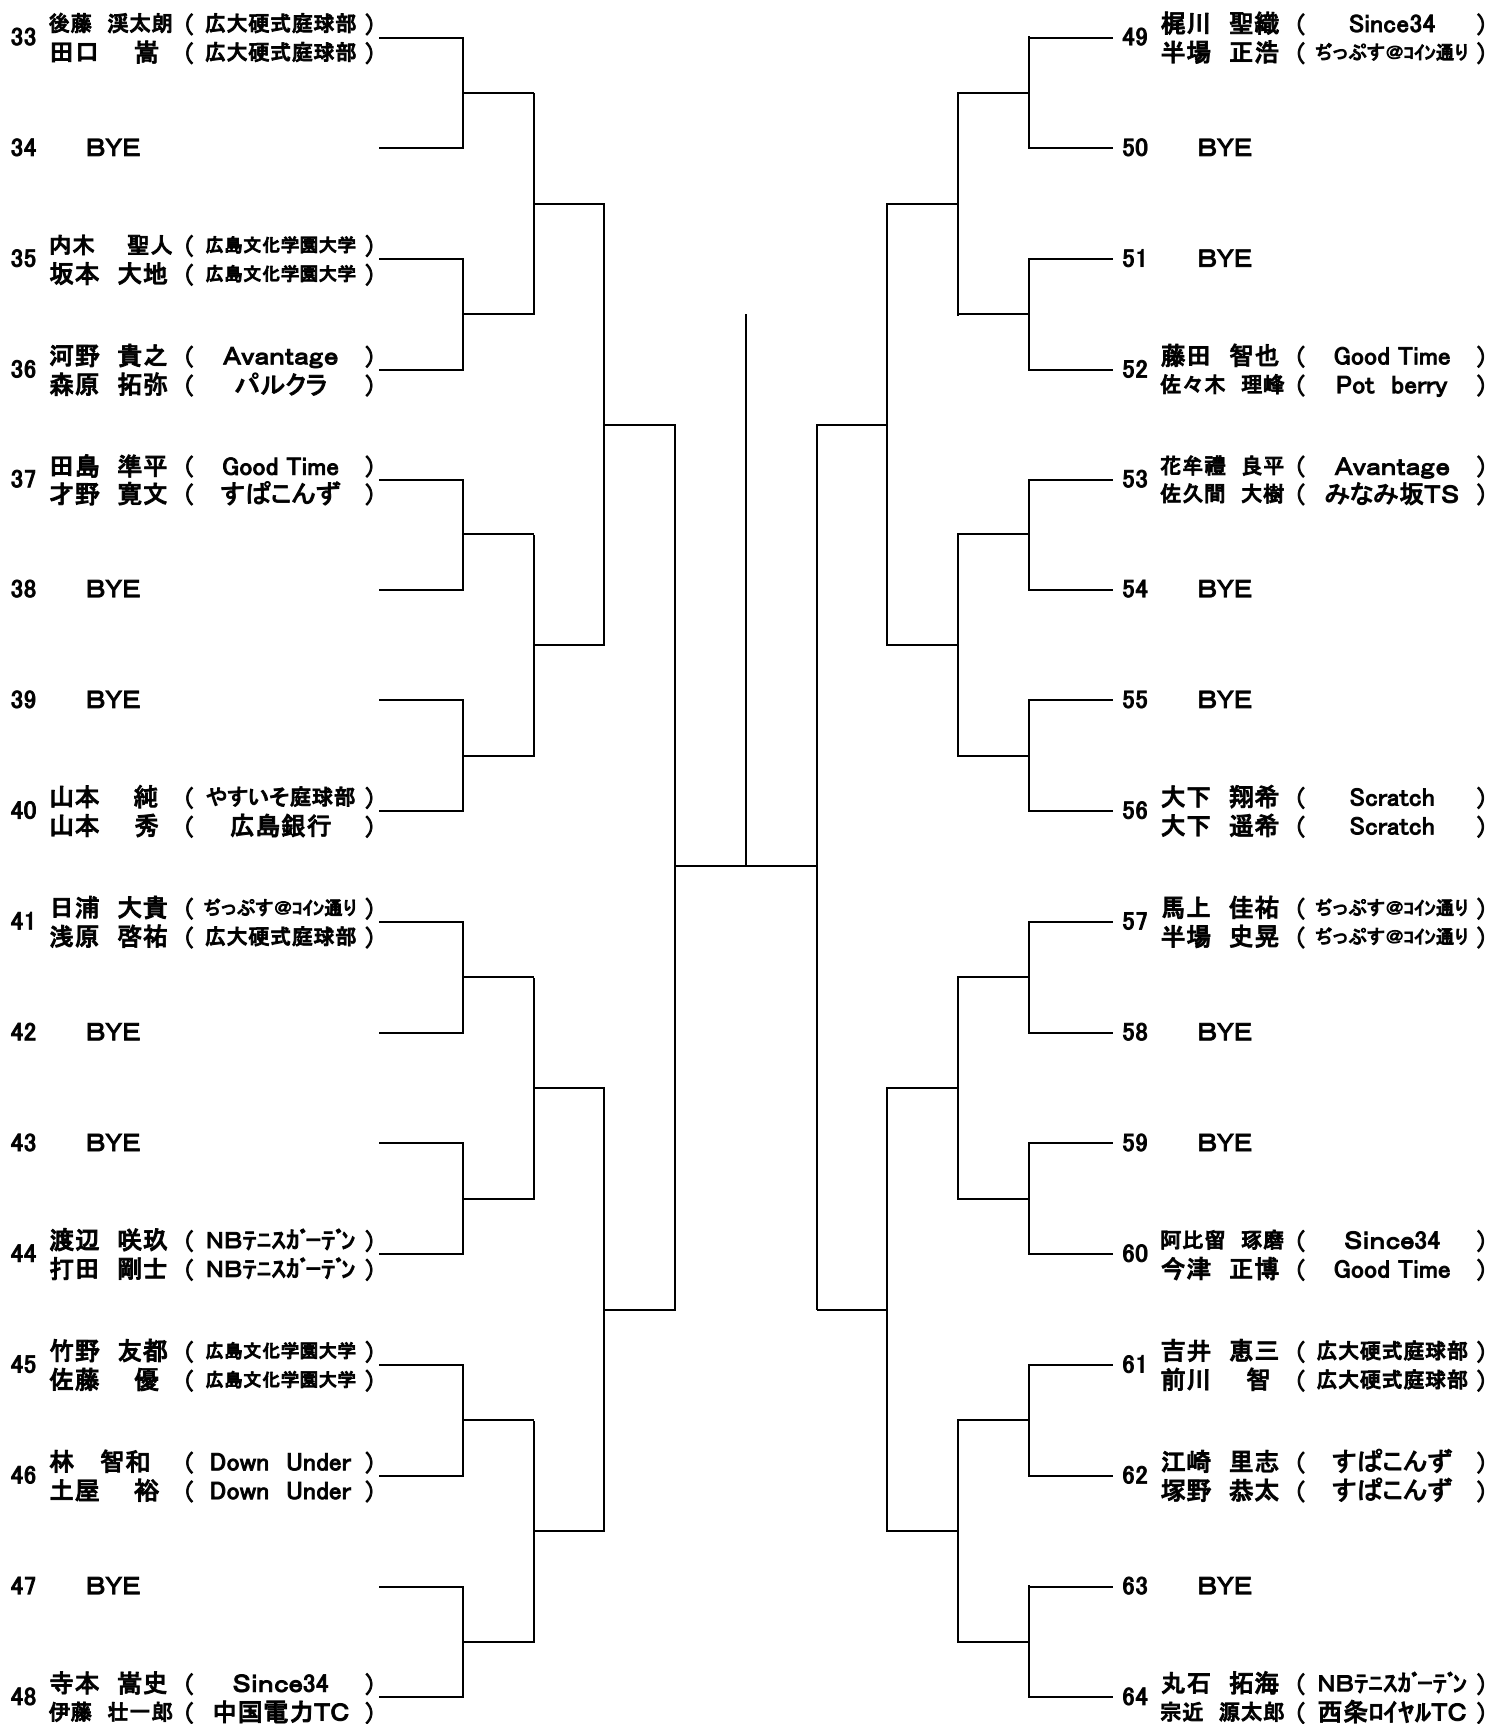 33 後藤 渓太朗 ( 広大硬式庭球部 )
田口 嵩 ( 広大硬式庭球部 )
34 BYE
35 内木 聖人 ( 広島文化学園大学 )
坂本 大地 ( 広島文化学園大学 )
36 河野 貴之 ( Avantage )
森原 拓弥 ( パルクラ )
37 田島 準平 ( Good Time )
才野 寛文 ( すぱこんず )
38 BYE
39 BYE
40 山本 純 ( やすいそ庭球部 )
山本 秀 ( 広島銀行 )
41 日浦 大貴 ( ぢっぷす@ｺｲﾝ通り )
浅原 啓祐 ( 広大硬式庭球部 )
42 BYE
43 BYE
44 渡辺 咲玖 ( NBﾃﾆｽｶﾞｰﾃﾞﾝ )
打田 剛士 ( NBﾃﾆｽｶﾞｰﾃﾞﾝ )
45 竹野 友都 ( 広島文化学園大学 )
佐藤 優 ( 広島文化学園大学 )
46 林 智和 ( Down Under )
土屋 裕 ( Down Under )
47 BYE
48 寺本 嵩史 ( Since34 )
伊藤 壮一郎 ( 中国電力TC )
49 梶川 聖織 ( Since34 )
半場 正浩 ( ぢっぷす@ｺｲﾝ通り )
50 BYE
51 BYE
52 藤田 智也 ( Good Time )
佐々木 理峰 ( Pot berry )
53 花牟禮 良平 ( Avantage )
佐久間 大樹 ( みなみ坂TS )
54 BYE
55 BYE
56 大下 翔希 ( Scratch )
大下 遥希 ( Scratch )
57 馬上 佳祐 ( ぢっぷす@ｺｲﾝ通り )
半場 史晃 ( ぢっぷす@ｺｲﾝ通り )
58 BYE
59 BYE
60 阿比留 琢磨 ( Since34 )
今津 正博 ( Good Time )
61 吉井 恵三 ( 広大硬式庭球部 )
前川 智 ( 広大硬式庭球部 )
62 江崎 里志 ( すぱこんず )
塚野 恭太 ( すぱこんず )
63 BYE
64 丸石 拓海 ( NBﾃﾆｽｶﾞｰﾃﾞﾝ )
宗近 源太郎 ( 西条ﾛｲﾔﾙTC )